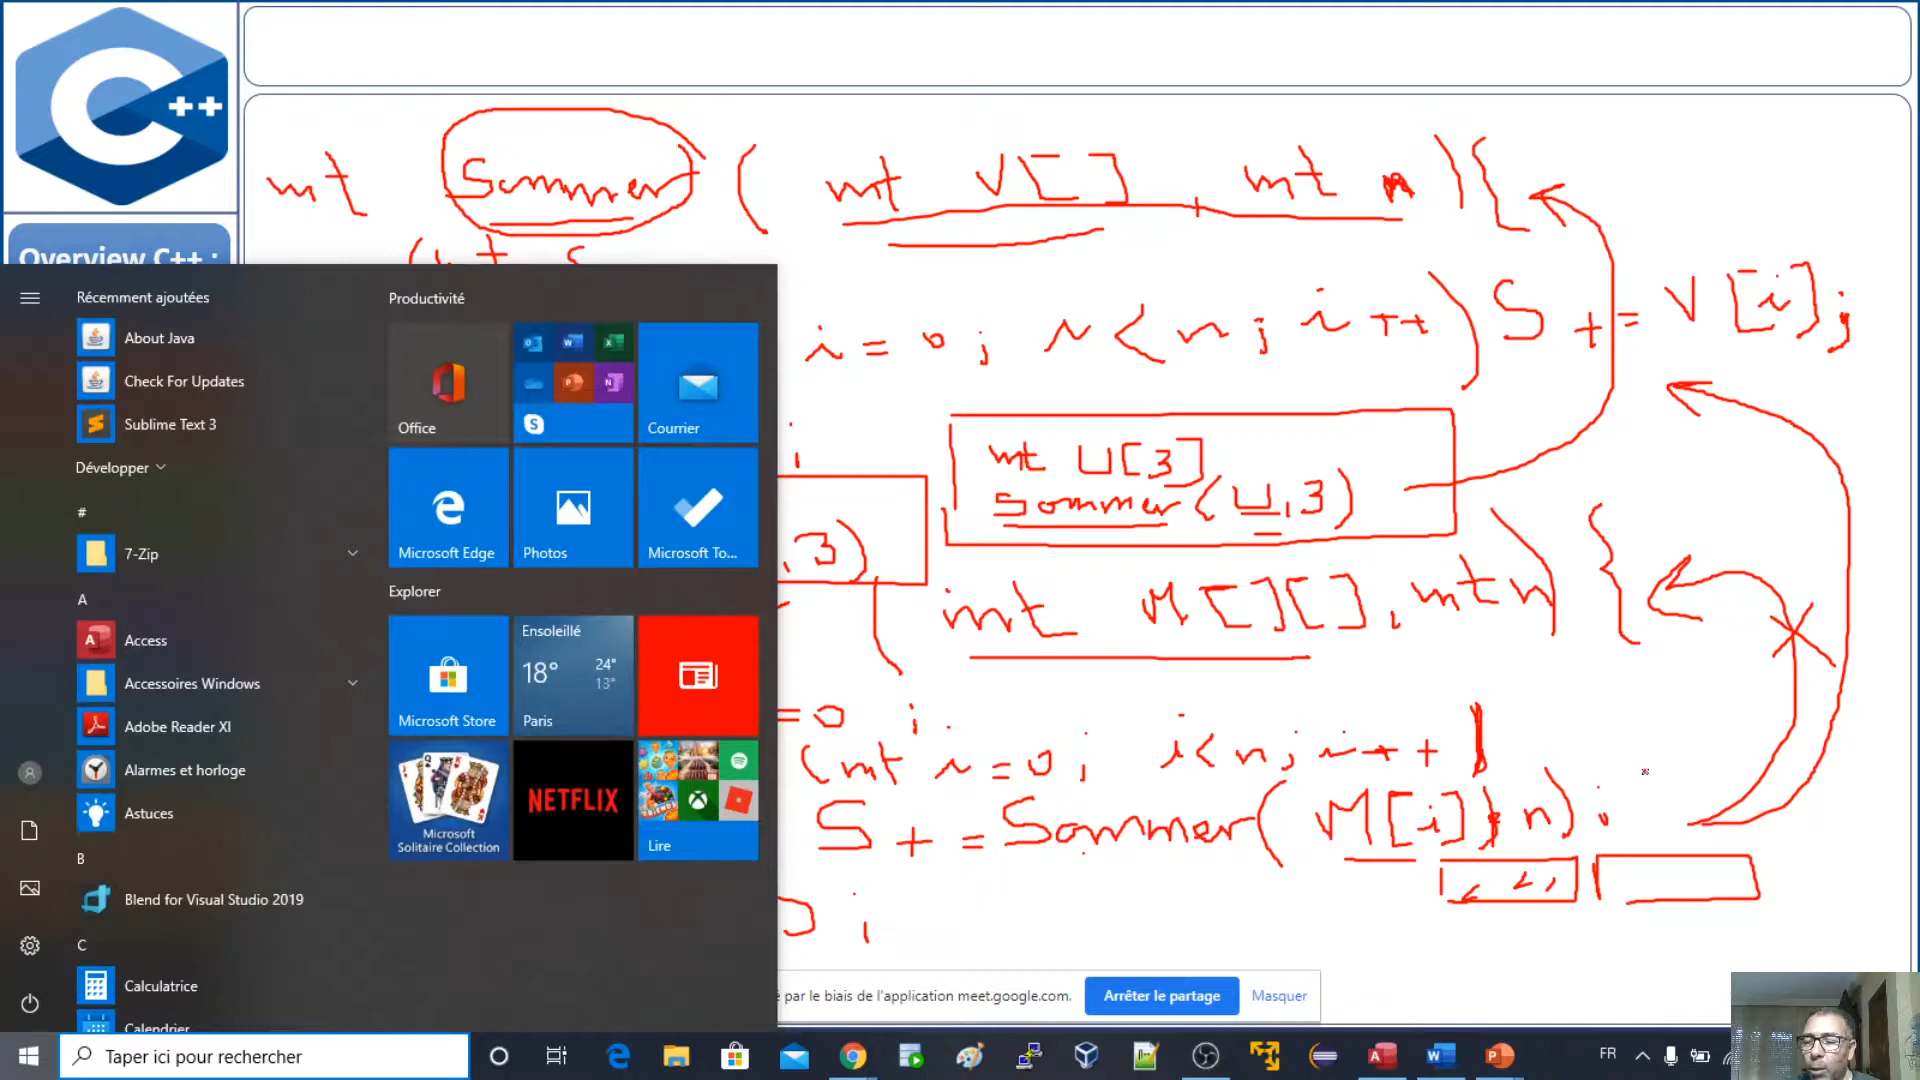 C++
Overview C++ :
int Sommer ( int V[] , int n ){
int S
i = 0 ; i < n ; i ++ ) S += V [i] ;
;
int U[3]
Sommer ( U , 3 )
, 3 )
( int M[][] , int n ) {
= 0 ;
( int i = 0 ; i < n ; i ++ )
S += Sommer ( M[i] , n ) ;
;
Récemment ajoutées
About Java
Check For Updates
Sublime Text 3
Développer
#
7-Zip
A
Access
Accessoires Windows
Adobe Reader XI
Alarmes et horloge
Astuces
B
Blend for Visual Studio 2019
C
Calculatrice
Calendrier
Productivité
Office
Courrier
Microsoft Edge
Photos
Microsoft To...
Explorer
Microsoft Store
Ensoleillé
18° 24°
13°
Paris
Microsoft
Solitaire Collection
NETFLIX
Lire
é par le biais de l'application meet.google.com.
Arrêter le partage
Masquer
Taper ici pour rechercher
FR